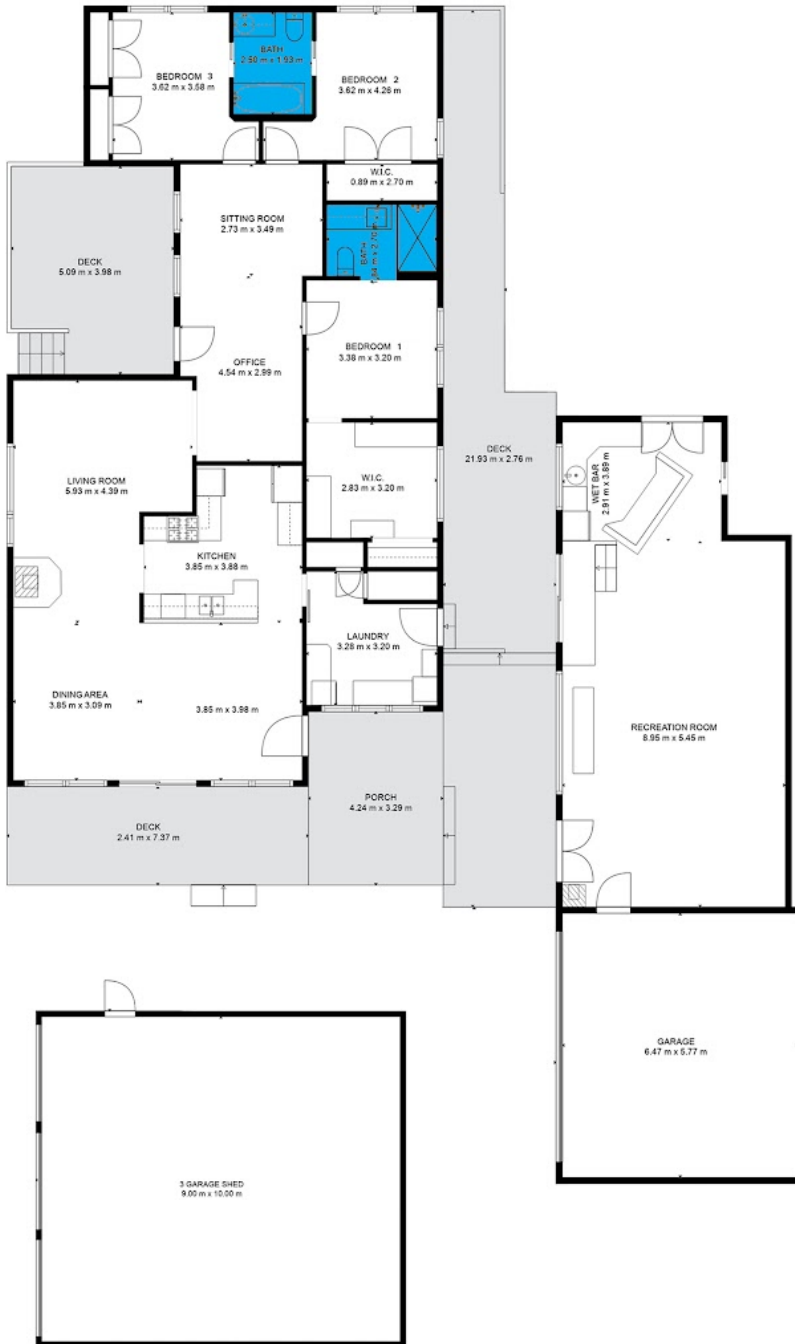 BATH
2.50 m x 1.93 m
BEDROOM 3
3.62 m x 3.58 m
BEDROOM 2
3.62 m x 4.26 m
W.I.C.
0.89 m x 2.70 m
SITTING ROOM
2.73 m x 3.49 m
BATH
1.84 m x 2.70 m
DECK
5.09 m x 3.98 m
BEDROOM 1
3.38 m x 3.20 m
OFFICE
4.54 m x 2.99 m
DECK
21.93 m x 2.76 m
WET BAR
2.91 m x 3.89 m
LIVING ROOM
5.93 m x 4.39 m
W.I.C.
2.83 m x 3.20 m
KITCHEN
3.85 m x 3.88 m
LAUNDRY
3.28 m x 3.20 m
DINING AREA
3.85 m x 3.09 m
3.85 m x 3.98 m
RECREATION ROOM
8.95 m x 5.45 m
PORCH
4.24 m x 3.29 m
DECK
2.41 m x 7.37 m
GARAGE
6.47 m x 5.77 m
3 GARAGE SHED
9.00 m x 10.00 m